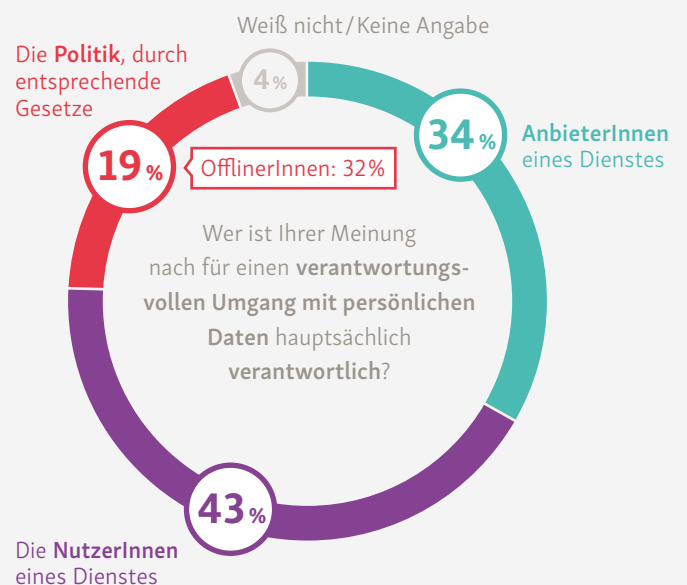 Weiß nicht/Keine Angabe
4 %
Die Politik, durch
entsprechende
Gesetze
19 %
OfflinerInnen: 32%
34 %
AnbieterInnen
eines Dienstes
Wer ist Ihrer Meinung
nach für einen verantwortungs-
vollen Umgang mit persönlichen
Daten hauptsächlich
verantwortlich?
43 %
Die NutzerInnen
eines Dienstes